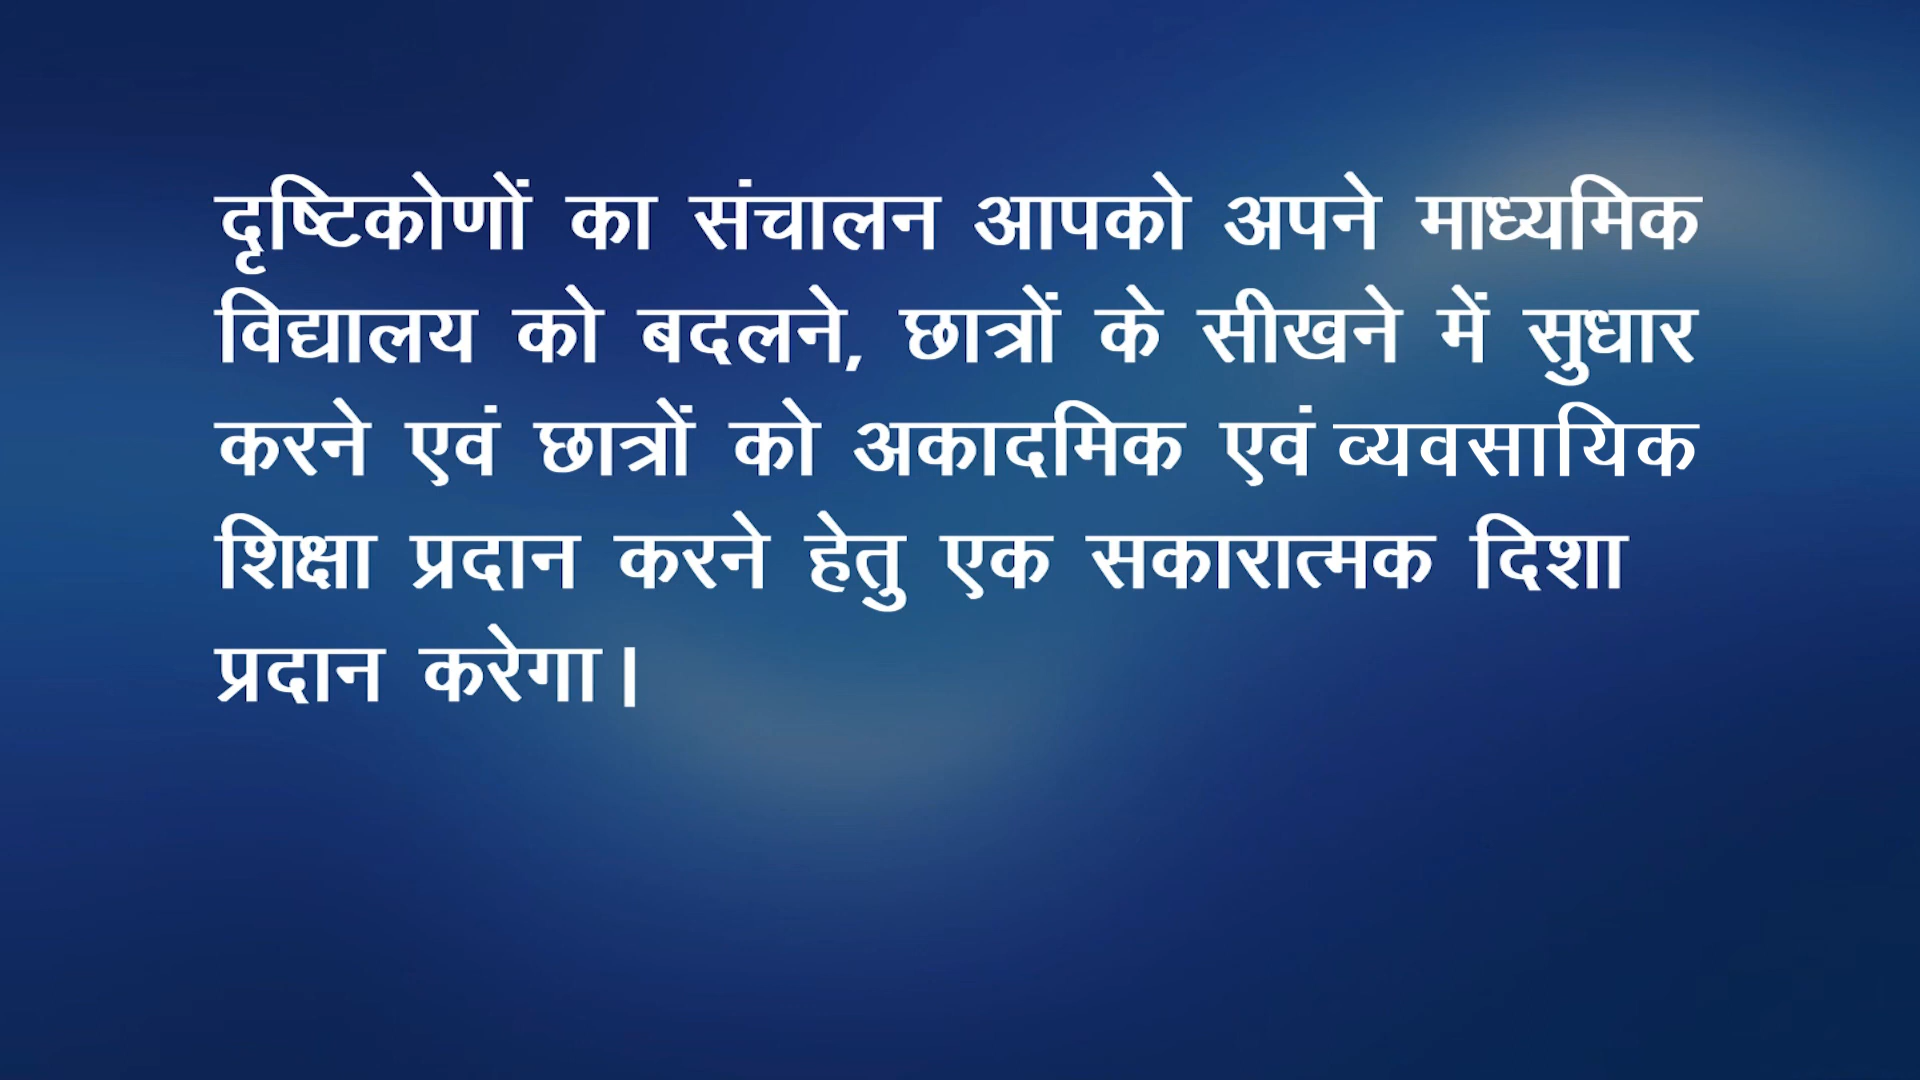 दृष्टिकोणों का संचालन आपको अपने माध्यमिक
विद्यालय को बदलने, छात्रों के सीखने में सुधार
करने एवं छात्रों को अकादमिक एवं व्यवसायिक
शिक्षा प्रदान करने हेतु एक सकारात्मक दिशा
प्रदान करेगा।